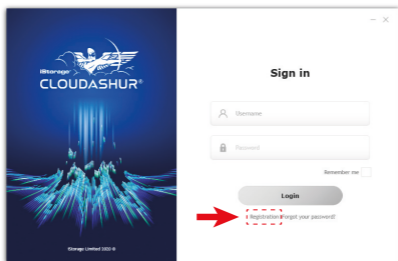 iStorage
CLOUDASHUR®
iStorage Limited 2020 ©
Sign in
Username
Password
Remember me
Login
Registration Forgot your password?